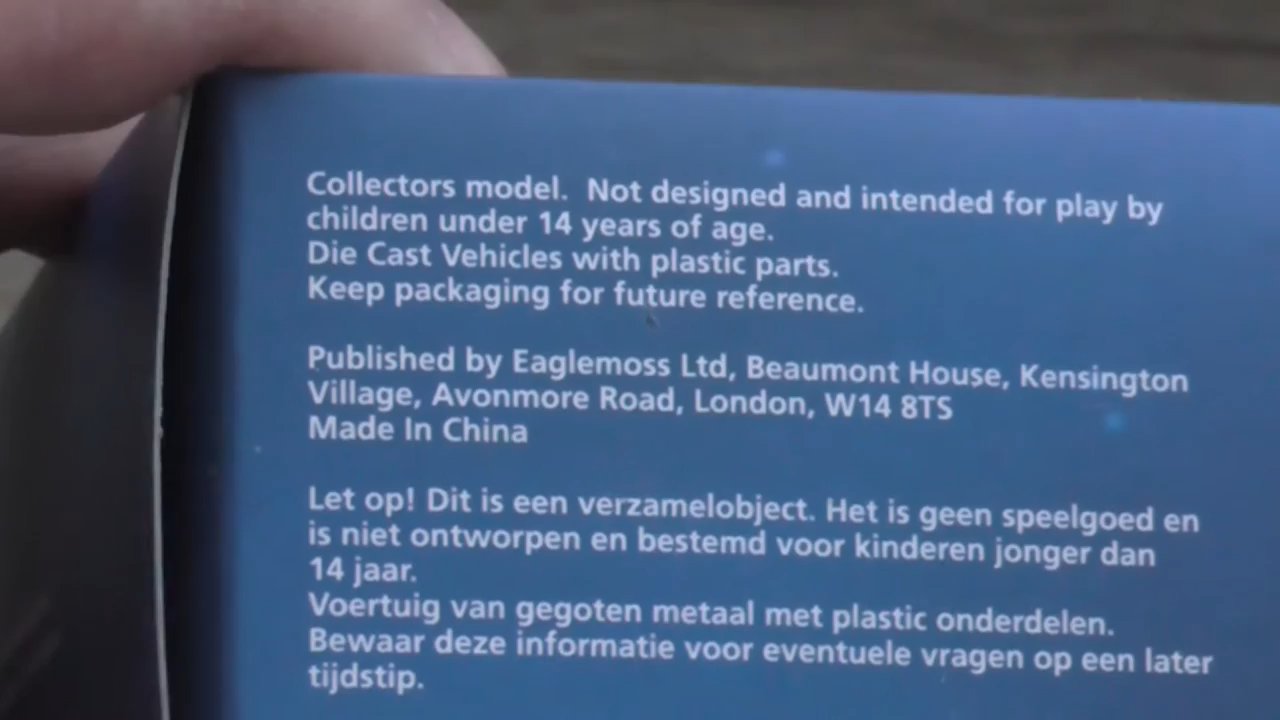 Collectors model.  Not designed and intended for play by
children under 14 years of age.
Die Cast Vehicles with plastic parts.
Keep packaging for future reference.
Published by Eaglemoss Ltd, Beaumont House, Kensington
Village, Avonmore Road, London, W14 8TS
Made In China
Let op! Dit is een verzamelobject. Het is geen speelgoed en
is niet ontworpen en bestemd voor kinderen jonger dan
14 jaar.
Voertuig van gegoten metaal met plastic onderdelen.
Bewaar deze informatie voor eventuele vragen op een later
tijdstip.